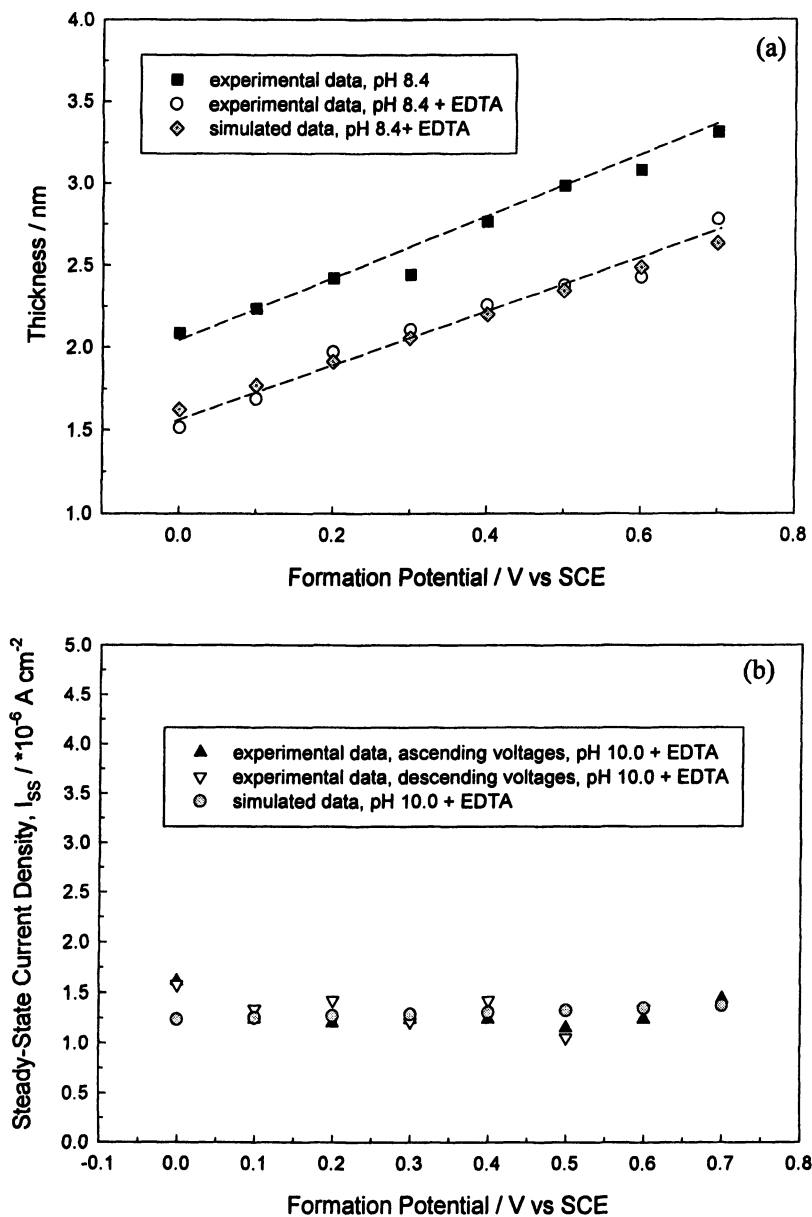 (a)
4.0
3.5
3.0
2.5
2.0
1.5
1.0
Thickness / nm
experimental data, pH 8.4
experimental data, pH 8.4 + EDTA
simulated data, pH 8.4+ EDTA
0.0 0.2 0.4 0.6 0.8
Formation Potential / V vs SCE
(b)
5.0
4.5
4.0
3.5
3.0
2.5
2.0
1.5
1.0
0.5
0.0
Steady-State Current Density, I_SS / *10^-6 A cm^-2
experimental data, ascending voltages, pH 10.0 + EDTA
experimental data, descending voltages, pH 10.0 + EDTA
simulated data, pH 10.0 + EDTA
-0.1 0.0 0.1 0.2 0.3 0.4 0.5 0.6 0.7 0.8
Formation Potential / V vs SCE